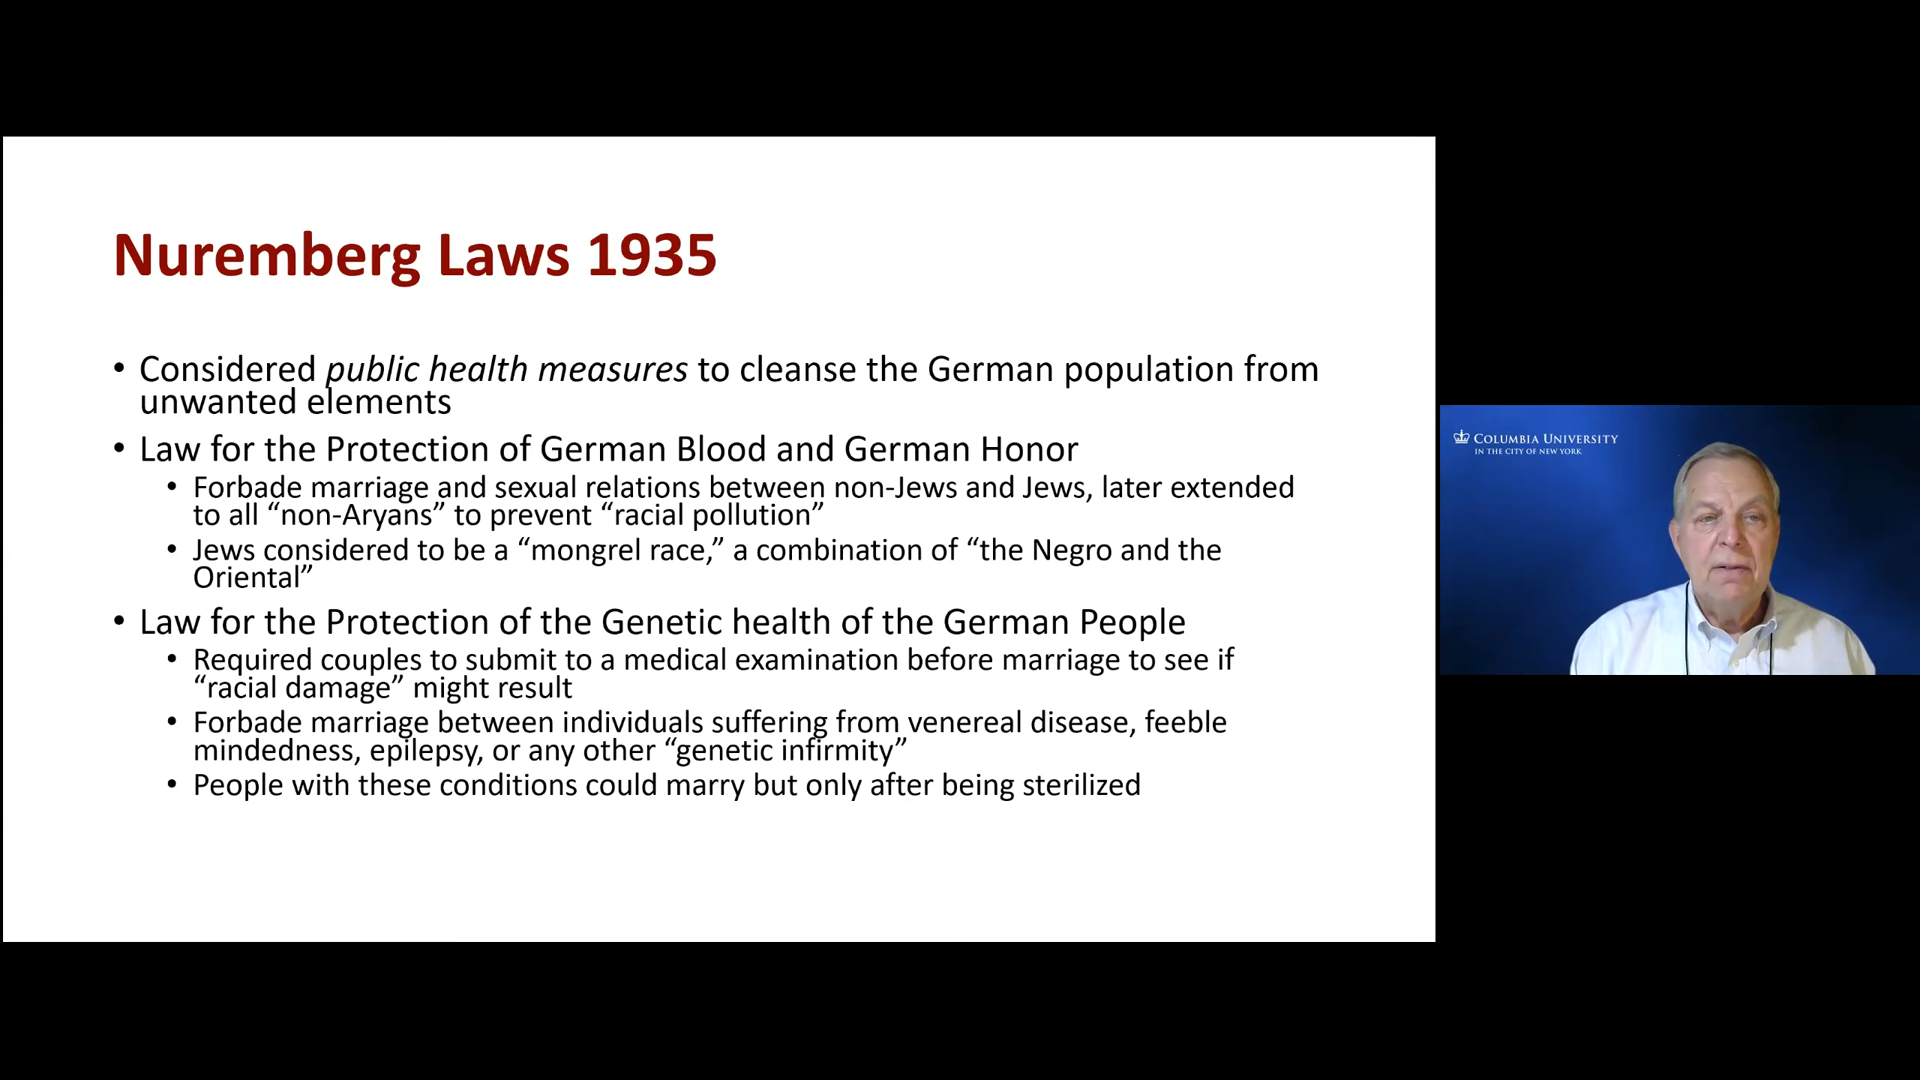 Nuremberg Laws 1935
• Considered public health measures to cleanse the German population from
unwanted elements
• Law for the Protection of German Blood and German Honor
• Forbade marriage and sexual relations between non-Jews and Jews, later extended
to all “non-Aryans” to prevent “racial pollution”
• Jews considered to be a “mongrel race,” a combination of “the Negro and the
Oriental”
• Law for the Protection of the Genetic health of the German People
• Required couples to submit to a medical examination before marriage to see if
“racial damage” might result
• Forbade marriage between individuals suffering from venereal disease, feeble
mindedness, epilepsy, or any other “genetic infirmity”
• People with these conditions could marry but only after being sterilized
COLUMBIA UNIVERSITY
IN THE CITY OF NEW YORK